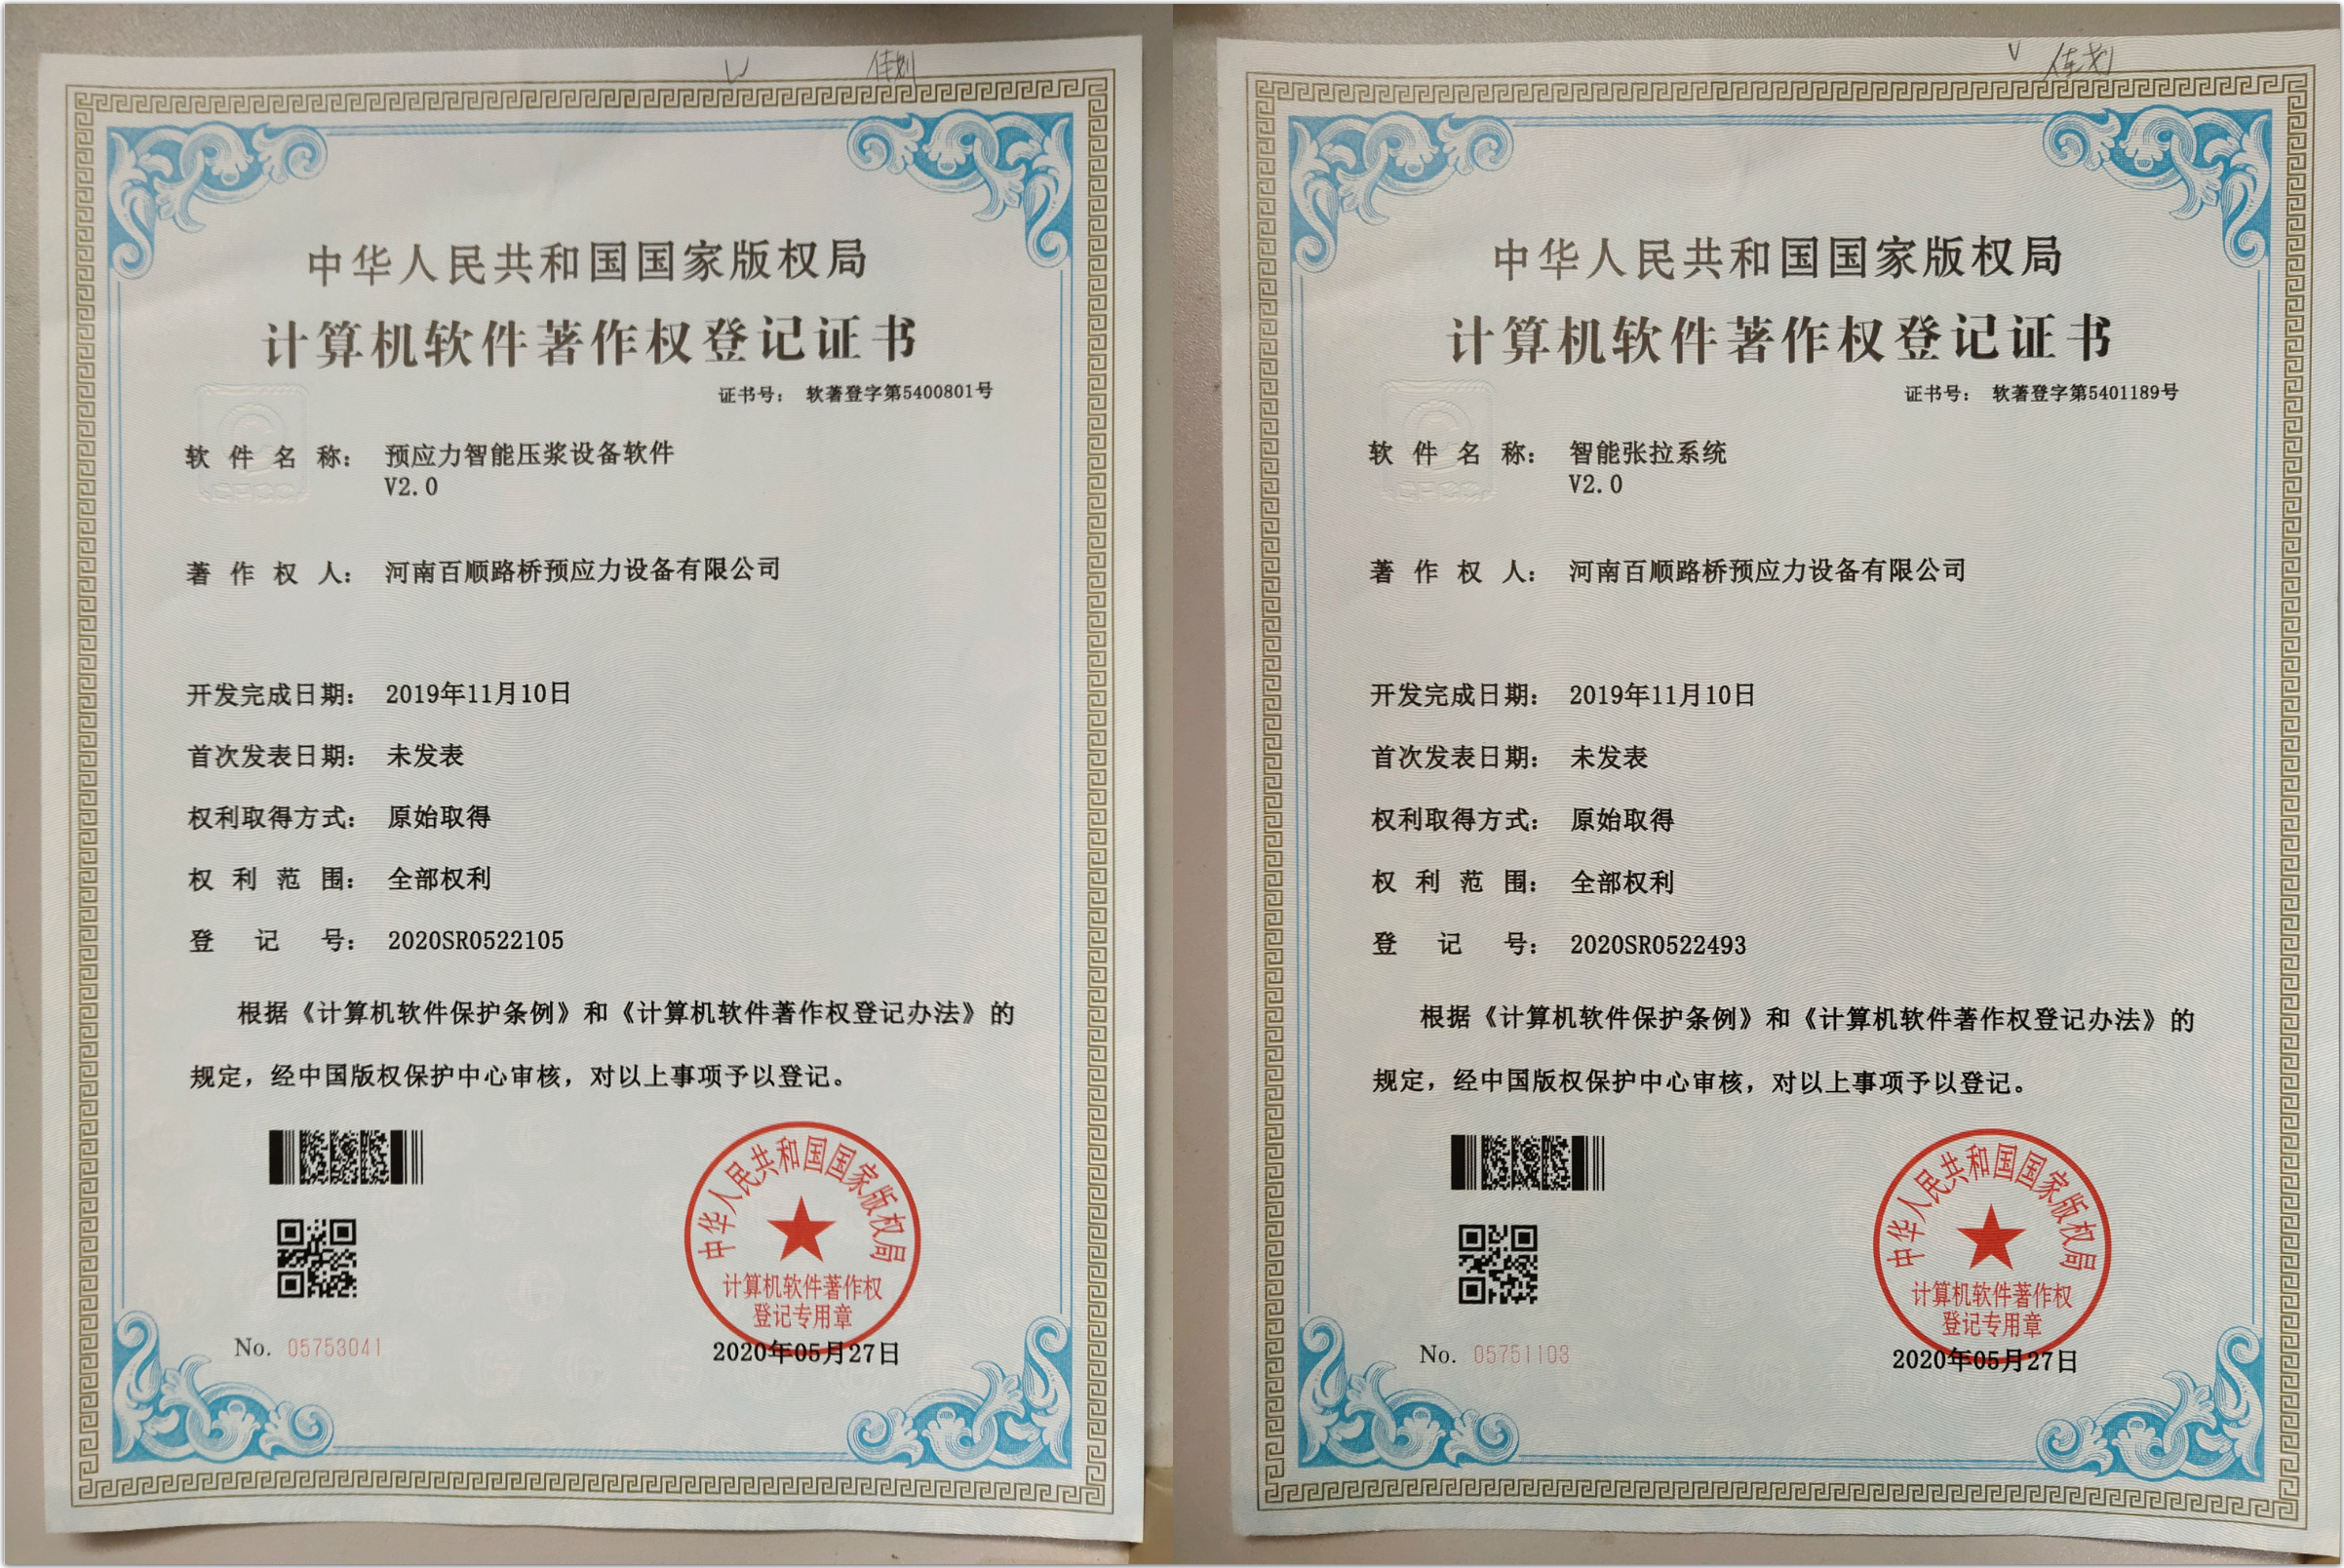 中华人民共和国国家版权局
计算机软件著作权登记证书
证书号： 软著登字第5400801号
软件名称： 预应力智能压浆设备软件
V2.0
著作权人： 河南百顺路桥预应力设备有限公司
开发完成日期： 2019年11月10日
首次发表日期： 未发表
权利取得方式： 原始取得
权利范围： 全部权利
登记号： 2020SR0522105
根据《计算机软件保护条例》和《计算机软件著作权登记办法》的
规定，经中国版权保护中心审核，对以上事项予以登记。
中华人民共和国国家版权局
计算机软件著作权
登记专用章
No. 05753041
2020年05月27日
中华人民共和国国家版权局
计算机软件著作权登记证书
证书号： 软著登字第5401189号
软件名称： 智能张拉系统
V2.0
著作权人： 河南百顺路桥预应力设备有限公司
开发完成日期： 2019年11月10日
首次发表日期： 未发表
权利取得方式： 原始取得
权利范围： 全部权利
登记号： 2020SR0522493
根据《计算机软件保护条例》和《计算机软件著作权登记办法》的
规定，经中国版权保护中心审核，对以上事项予以登记。
中华人民共和国国家版权局
计算机软件著作权
登记专用章
No. 05751103
2020年05月27日